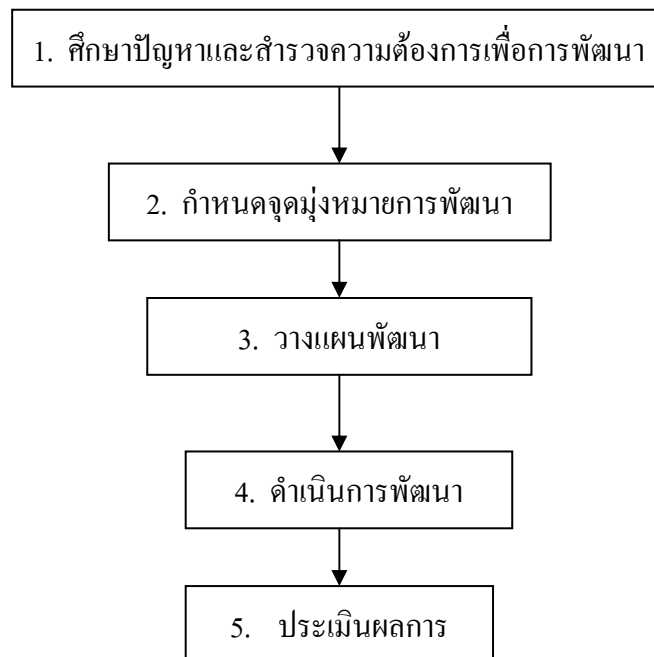 1. ศึกษาปัญหาและสำรวจความต้องการเพื่อการพัฒนา
2. กำหนดจุดมุ่งหมายการพัฒนา
3. วางแผนพัฒนา
4. ดำเนินการพัฒนา
5. ประเมินผลการ